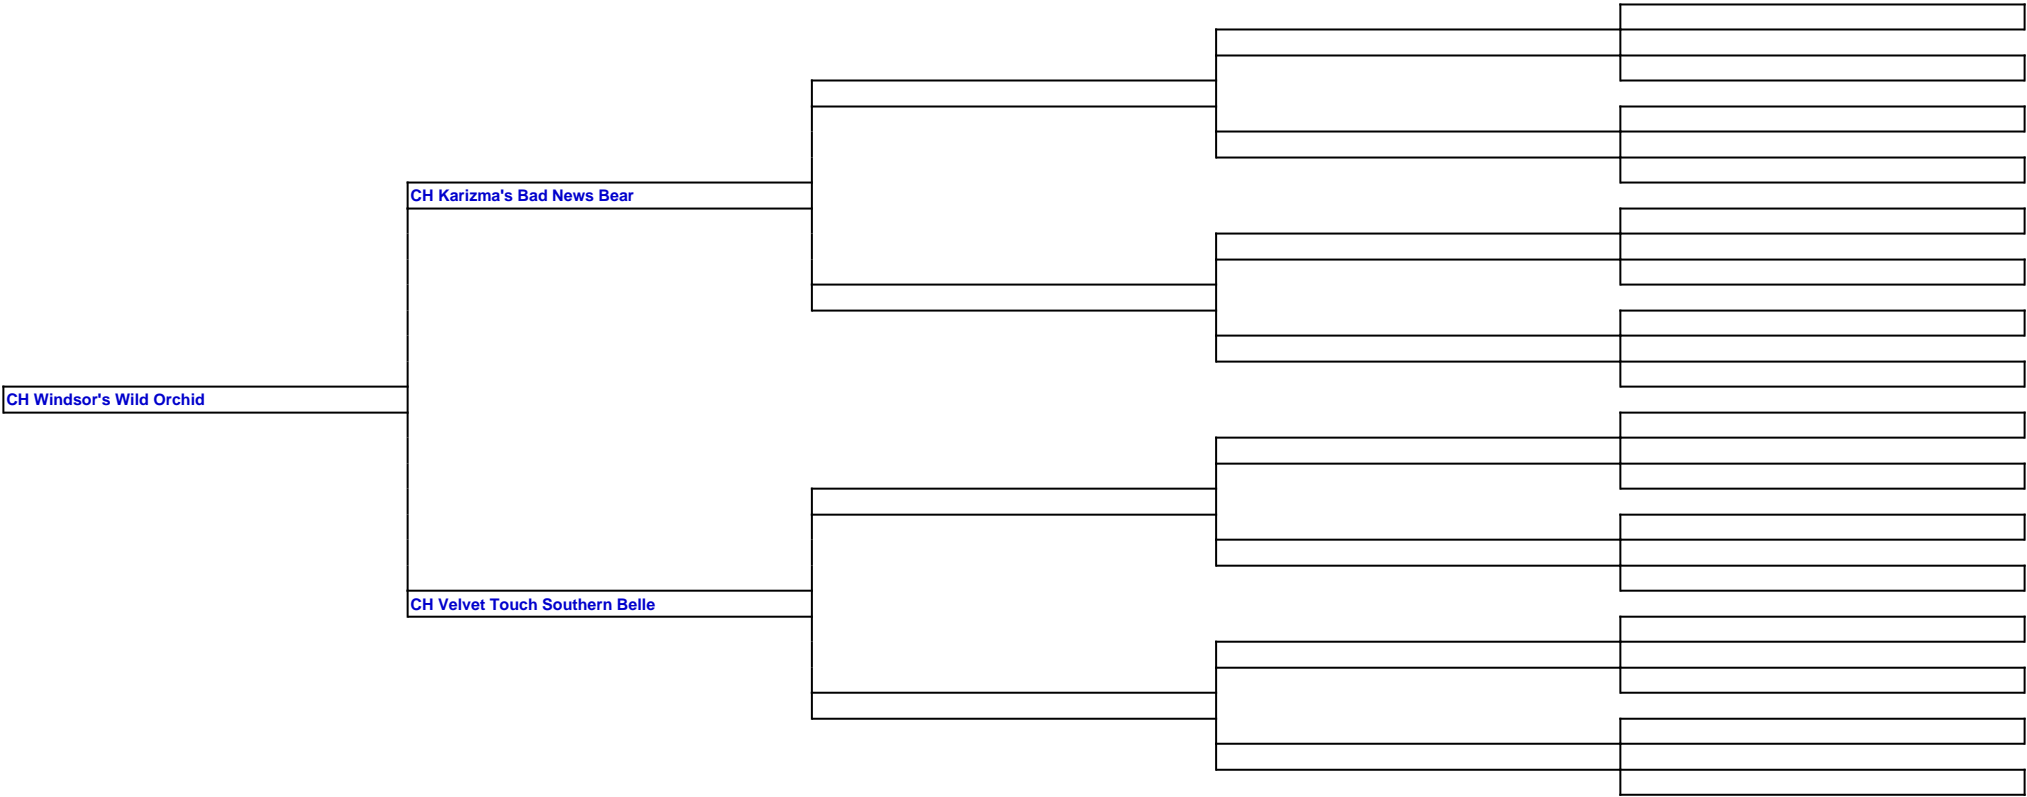 CH Karizma's Bad News Bear
CH Windsor's Wild Orchid
CH Velvet Touch Southern Belle